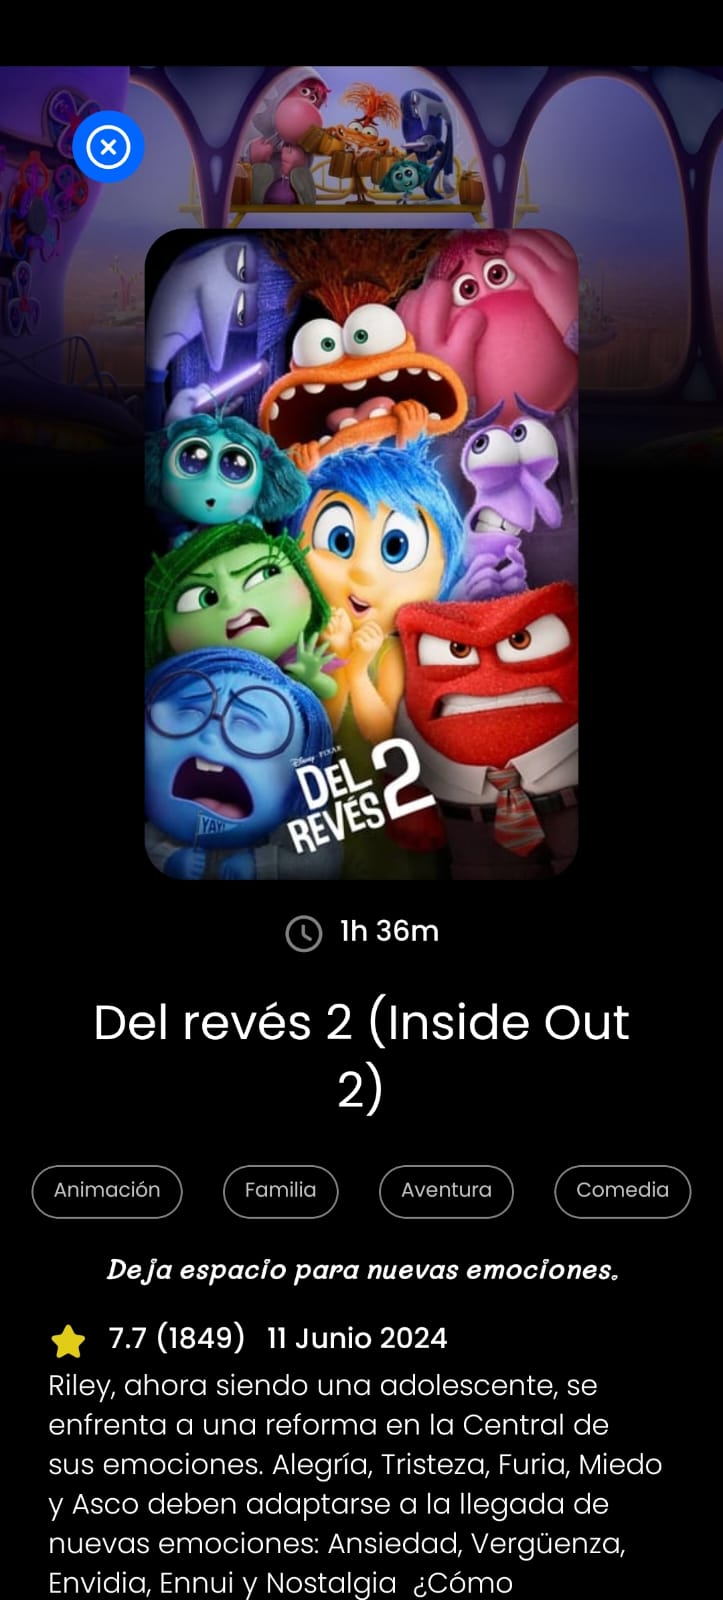 Disney PIXAR
DEL
REVÉS 2
YAY!
1h 36m
Del revés 2 (Inside Out
2)
Animación Familia Aventura Comedia
Deja espacio para nuevas emociones.
7.7 (1849) 11 Junio 2024
Riley, ahora siendo una adolescente, se
enfrenta a una reforma en la Central de
sus emociones. Alegría, Tristeza, Furia, Miedo
y Asco deben adaptarse a la llegada de
nuevas emociones: Ansiedad, Vergüenza,
Envidia, Ennui y Nostalgia  ¿Cómo